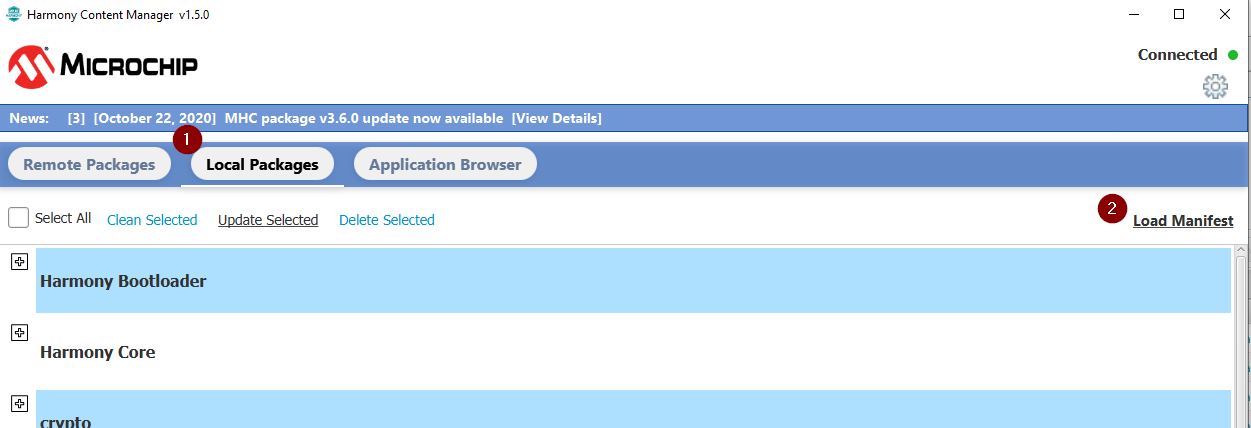 Harmony Content Manager v1.5.0
MICROCHIP
Connected
News: [3] [October 22, 2020] MHC package v3.6.0 update now available [View Details]
1
Remote Packages Local Packages Application Browser
Select All Clean Selected Update Selected Delete Selected
2 Load Manifest
Harmony Bootloader
Harmony Core
crypto